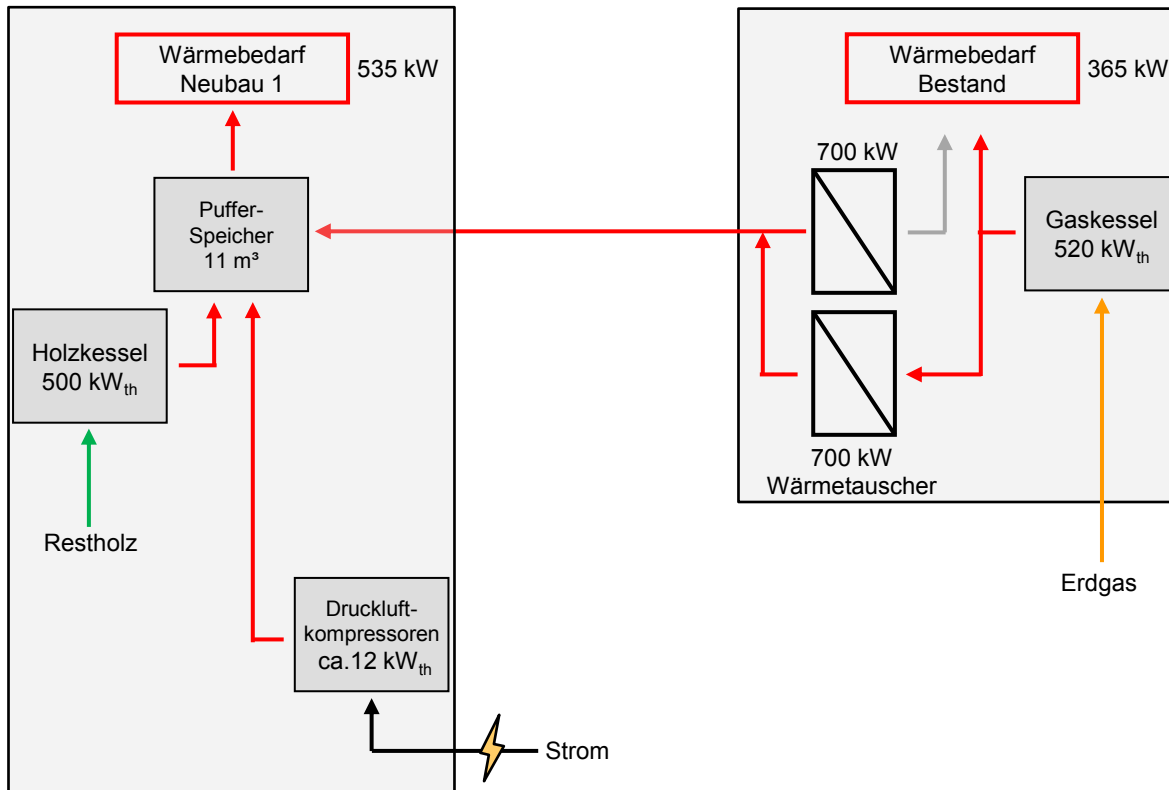 Wärmebedarf
Neubau 1
535 kW
Puffer-
Speicher
11 m³
Holzkessel
500 kWth
Restholz
Druckluft-
kompressoren
ca.12 kWth
Strom
Wärmebedarf
Bestand
365 kW
700 kW
Gaskessel
520 kWth
700 kW
Wärmetauscher
Erdgas